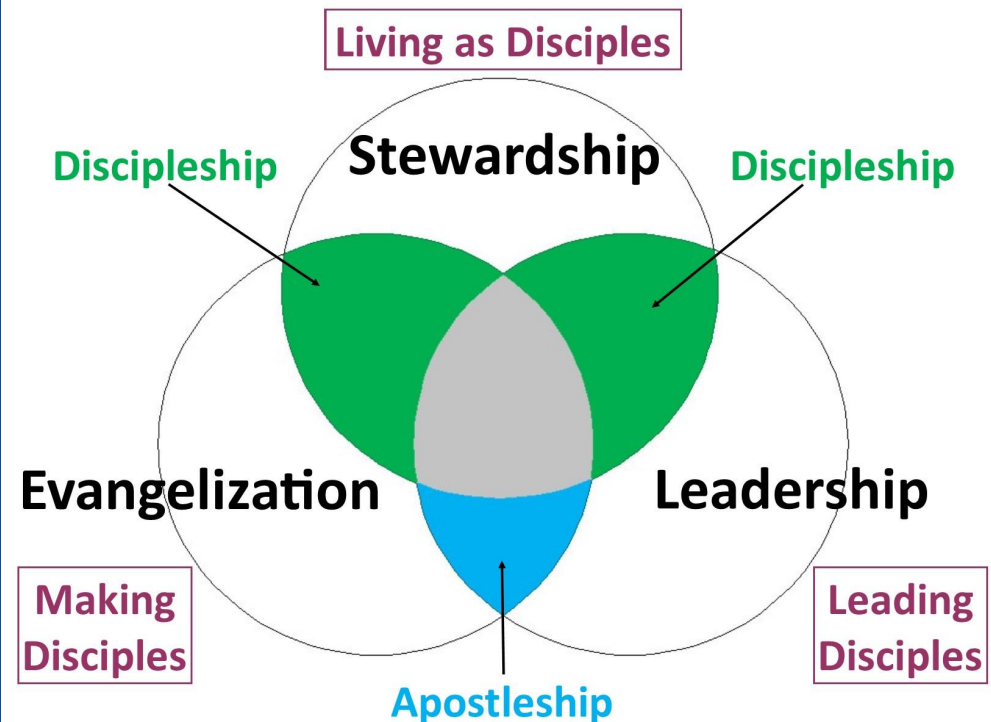 Living as Disciples
Stewardship
Discipleship
Discipleship
Evangelization
Leadership
Making
Disciples
Leading
Disciples
Apostleship